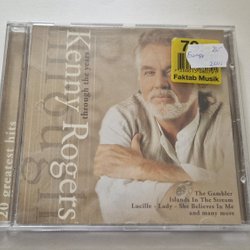 Kenny Rogers
through the years
20 greatest hits
Faktab Musik
The Gambler
Islands In The Stream
Lucille - Lady - She Believes In Me
and many more